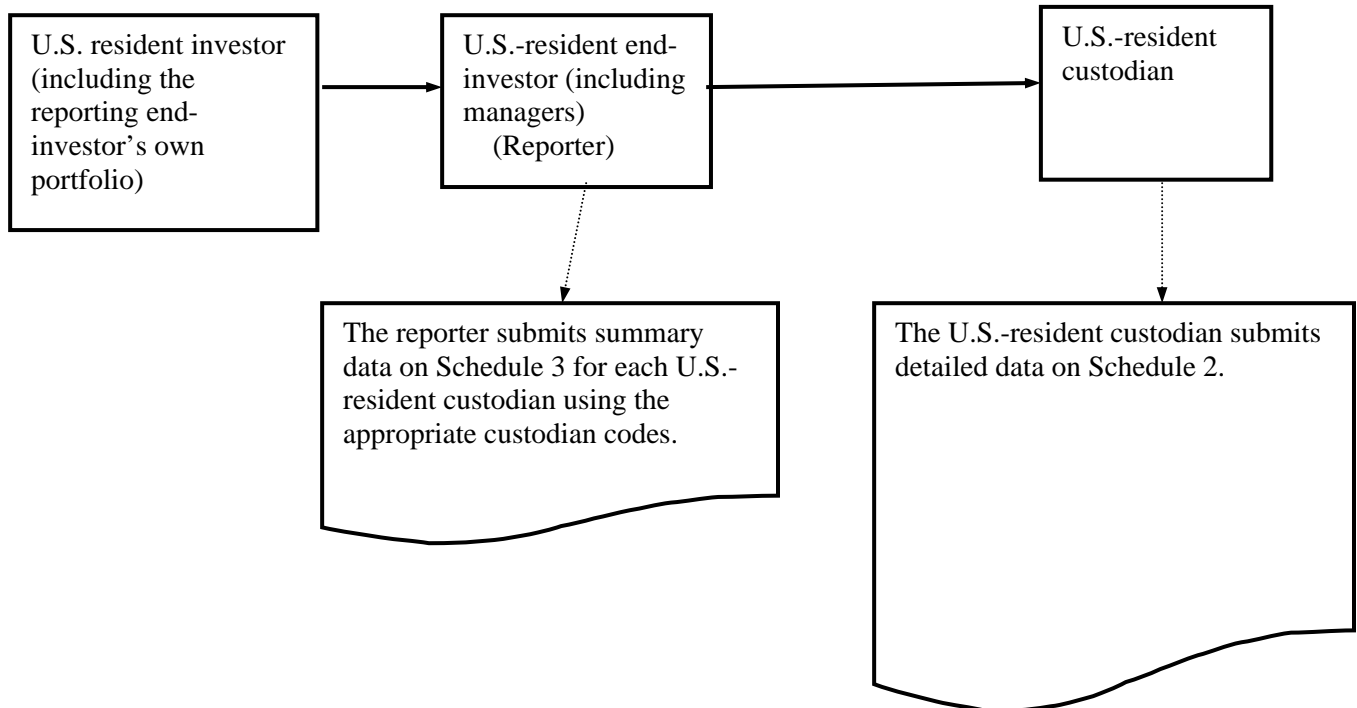 U.S. resident investor
(including the
reporting end-
investor’s own
portfolio)
U.S.-resident end-
investor (including
managers)
(Reporter)
U.S.-resident
custodian
The reporter submits summary
data on Schedule 3 for each U.S.-
resident custodian using the
appropriate custodian codes.
The U.S.-resident custodian submits
detailed data on Schedule 2.